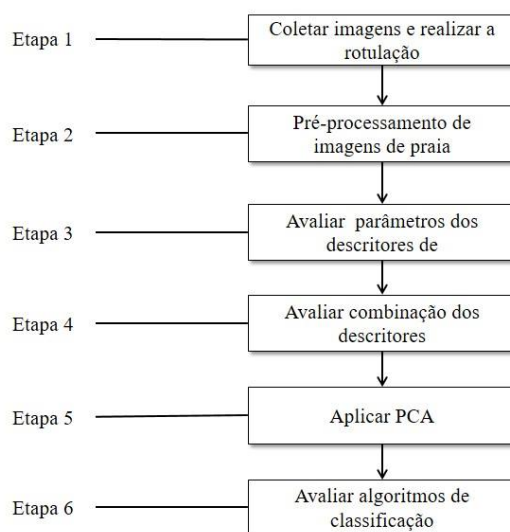 Etapa 1
Coletar imagens e realizar a
rotulação
Etapa 2
Pré-processamento de
imagens de praia
Etapa 3
Avaliar parâmetros dos
descritores de
Etapa 4
Avaliar combinação dos
descritores
Etapa 5
Aplicar PCA
Etapa 6
Avaliar algoritmos de
classificação